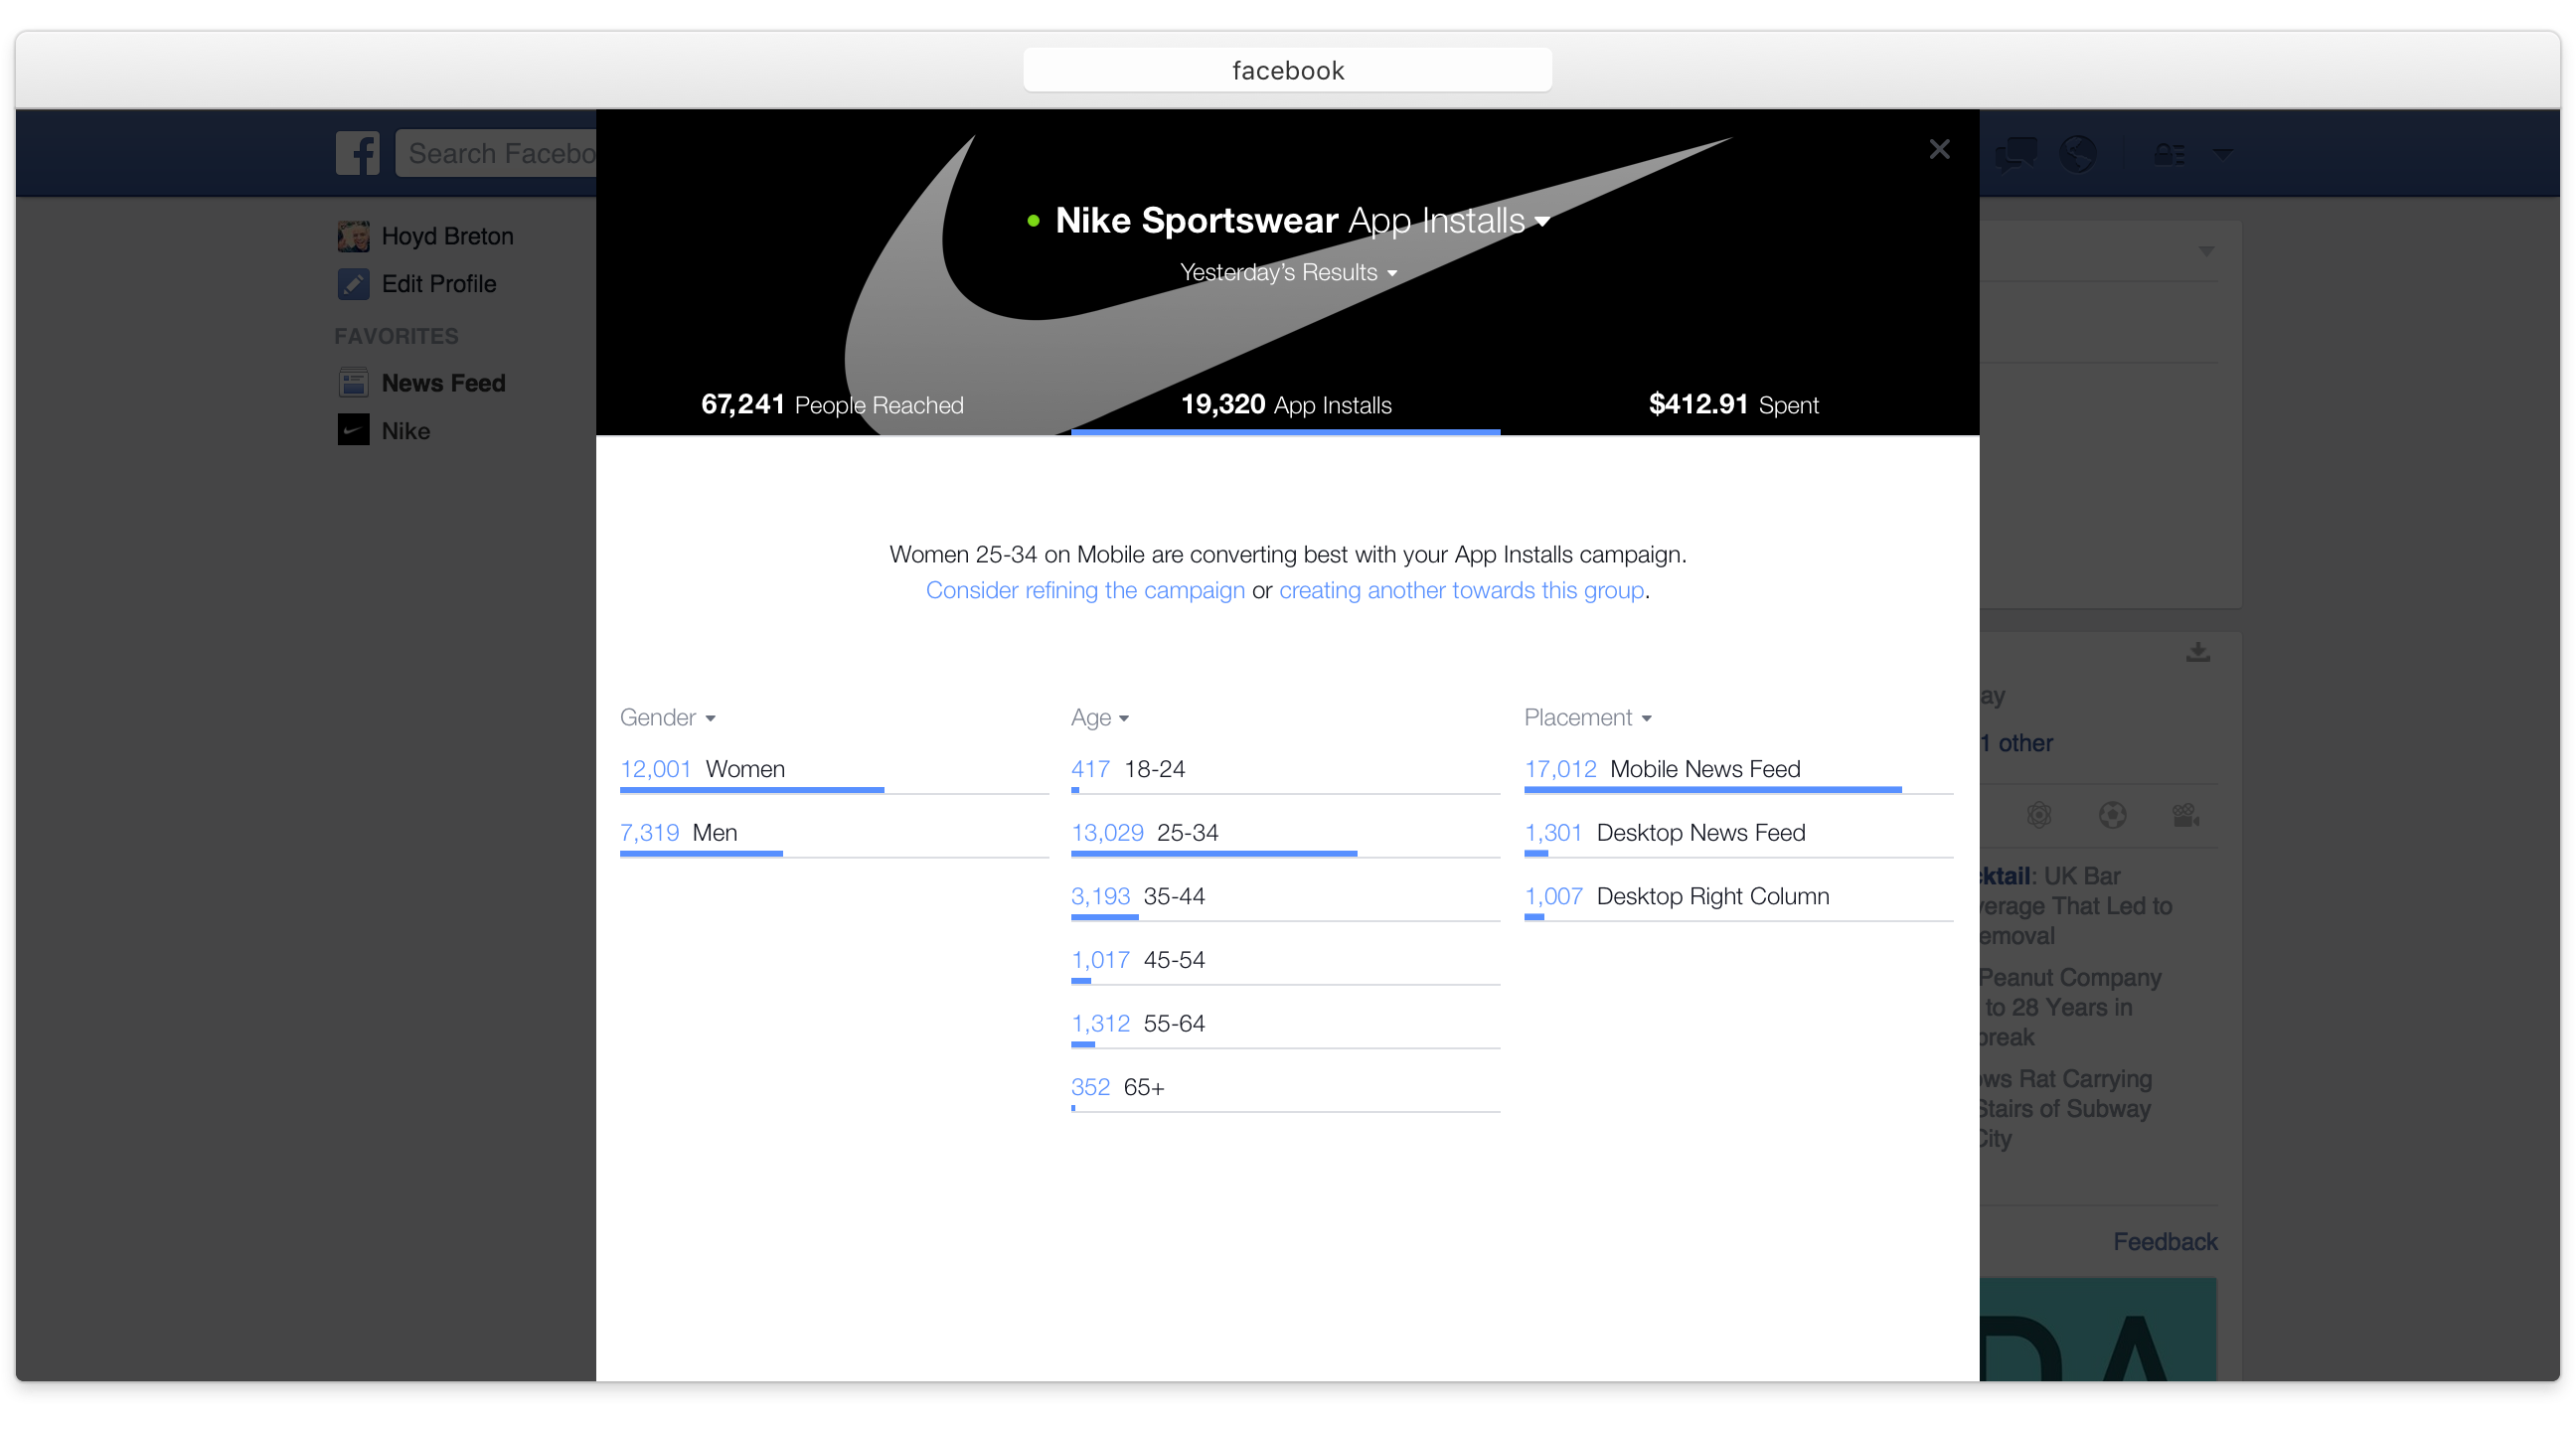 facebook
Search Facebo
Hoyd Breton
Edit Profile
FAVORITES
News Feed
Nike
Nike Sportswear App Installs
Yesterday's Results
67,241 People Reached
19,320 App Installs
$412.91 Spent
Women 25-34 on Mobile are converting best with your App Installs campaign.
Consider refining the campaign or creating another towards this group.
Gender
12,001 Women
7,319 Men
Age
417 18-24
13,029 25-34
3,193 35-44
1,017 45-54
1,312 55-64
352 65+
Placement
17,012 Mobile News Feed
1,301 Desktop News Feed
1,007 Desktop Right Column
ay
1 other
cktail: UK Bar
verage That Led to
emoval
Peanut Company
to 28 Years in
break
ows Rat Carrying
Stairs of Subway
City
Feedback
DA